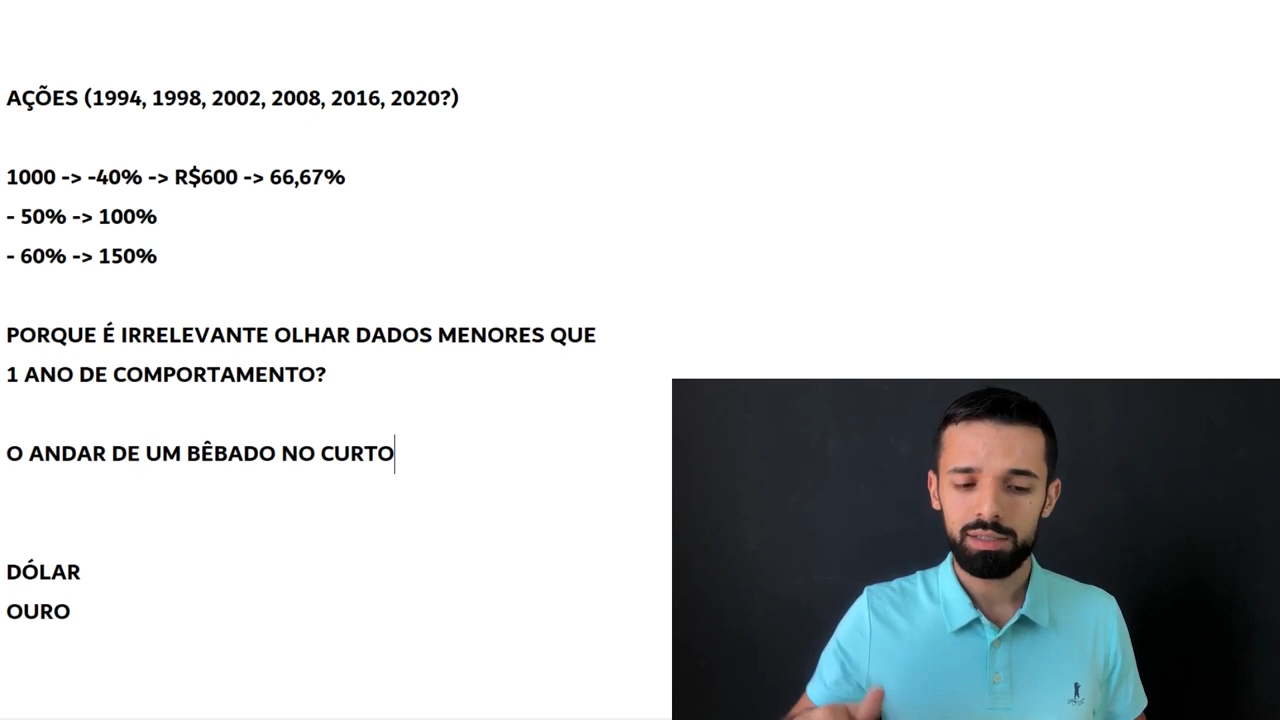 AÇÕES (1994, 1998, 2002, 2008, 2016, 2020?)
1000 -> -40% -> R$600 -> 66,67%
- 50% -> 100%
- 60% -> 150%
PORQUE É IRRELEVANTE OLHAR DADOS MENORES QUE
1 ANO DE COMPORTAMENTO?
O ANDAR DE UM BÊBADO NO CURTO
DÓLAR
OURO